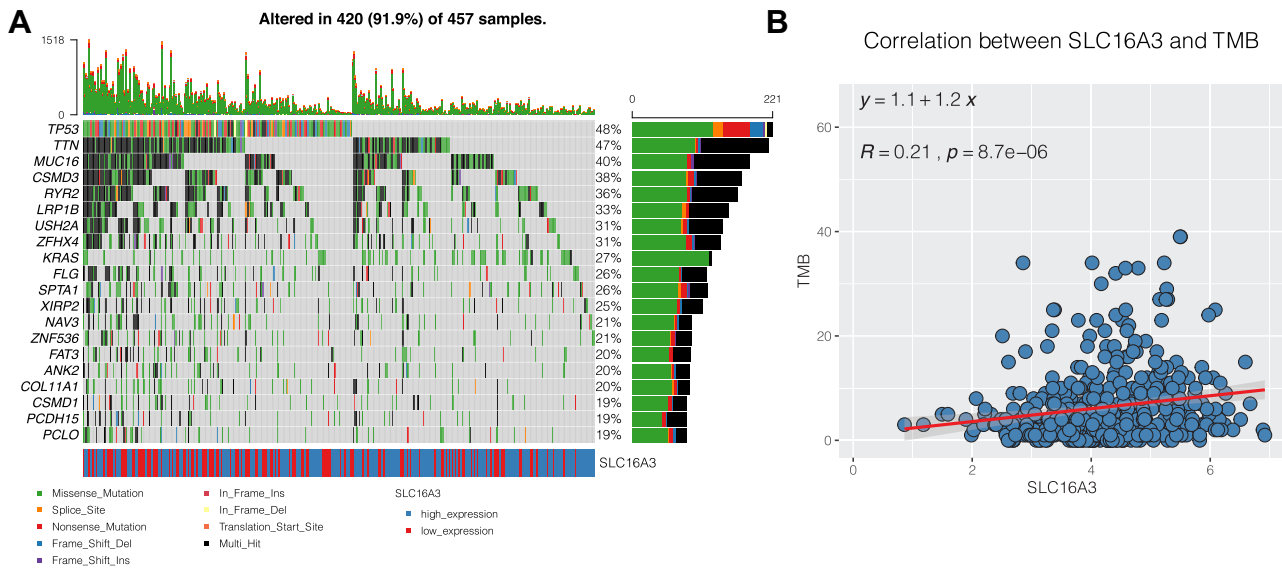 A
Altered in 420 (91.9%) of 457 samples.
1518
0
0 221
TP53 48%
TTN 47%
MUC16 40%
CSMD3 38%
RYR2 36%
LRP1B 33%
USH2A 31%
ZFHX4 31%
KRAS 27%
FLG 26%
SPTA1 26%
XIRP2 25%
NAV3 21%
ZNF536 21%
FAT3 20%
ANK2 20%
COL11A1 20%
CSMD1 19%
PCDH15 19%
PCLO 19%
SLC16A3
Missense_Mutation
Splice_Site
Nonsense_Mutation
Frame_Shift_Del
Frame_Shift_Ins
In_Frame_Ins
In_Frame_Del
Translation_Start_Site
Multi_Hit
SLC16A3
high_expression
low_expression
B
Correlation between SLC16A3 and TMB
y = 1.1 + 1.2 x
R = 0.21 , p = 8.7e−06
60
40
20
0
TMB
0 2 4 6
SLC16A3